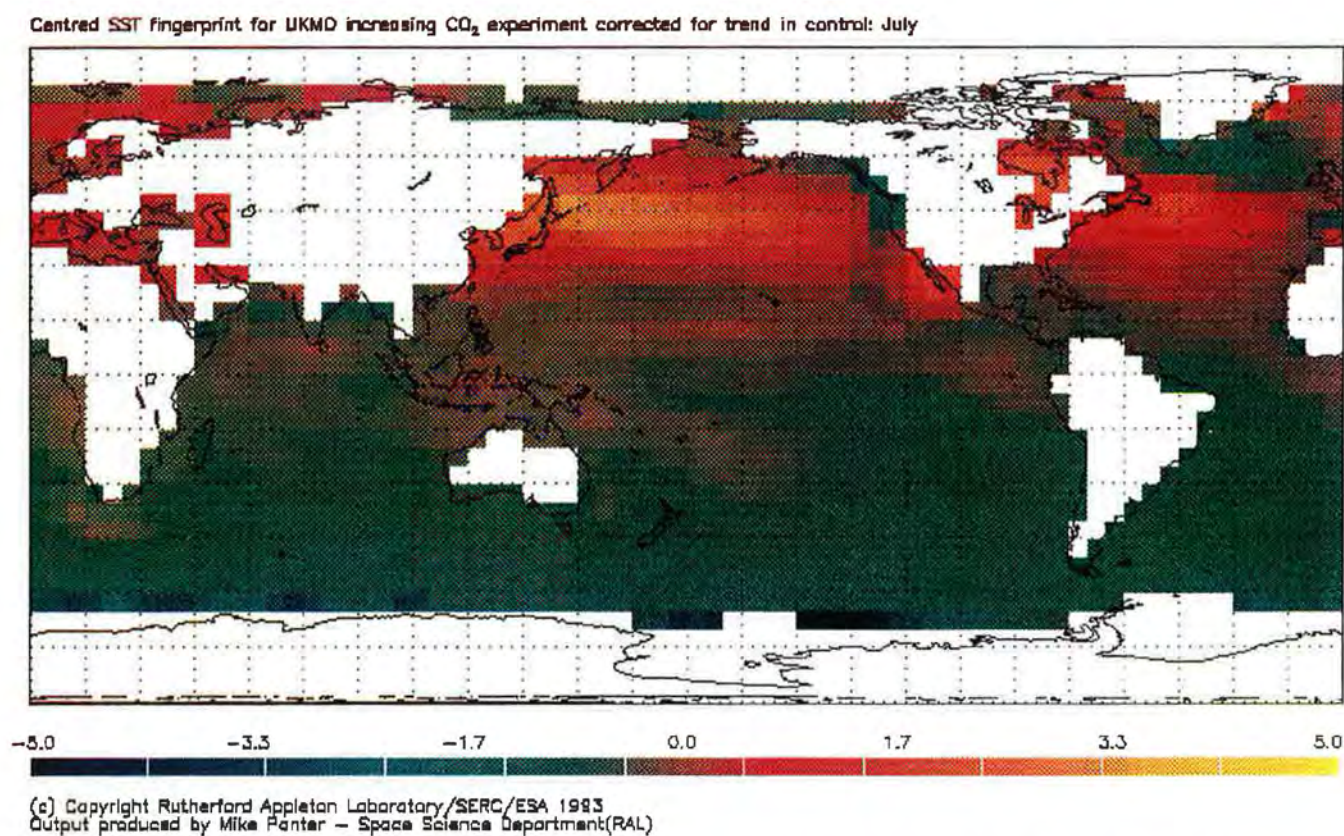 Centred SST fingerprint for UKMO increasing CO₂ experiment corrected for trend in control: July
-5.0 -3.3 -1.7 0.0 1.7 3.3 5.0
(c) Copyright Rutherford Appleton Laboratory/SERC/ESA 1993
Output produced by Mike Panter - Space Science Department(RAL)